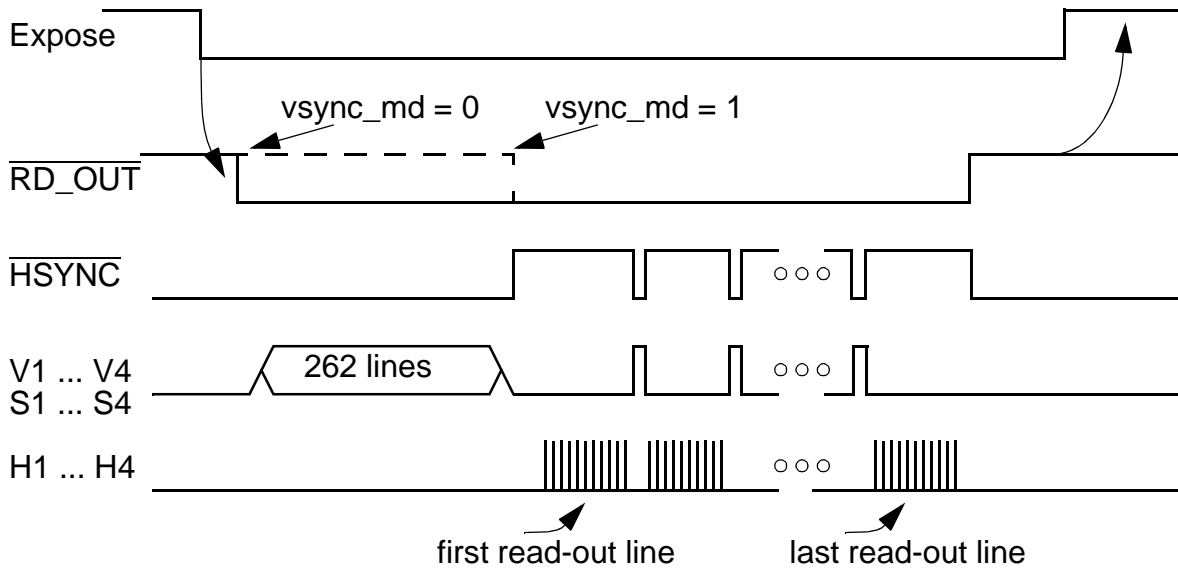 Expose
vsync_md = 0
vsync_md = 1
RD_OUT
HSYNC
V1 ... V4
262 lines
S1 ... S4
H1 ... H4
first read-out line
last read-out line